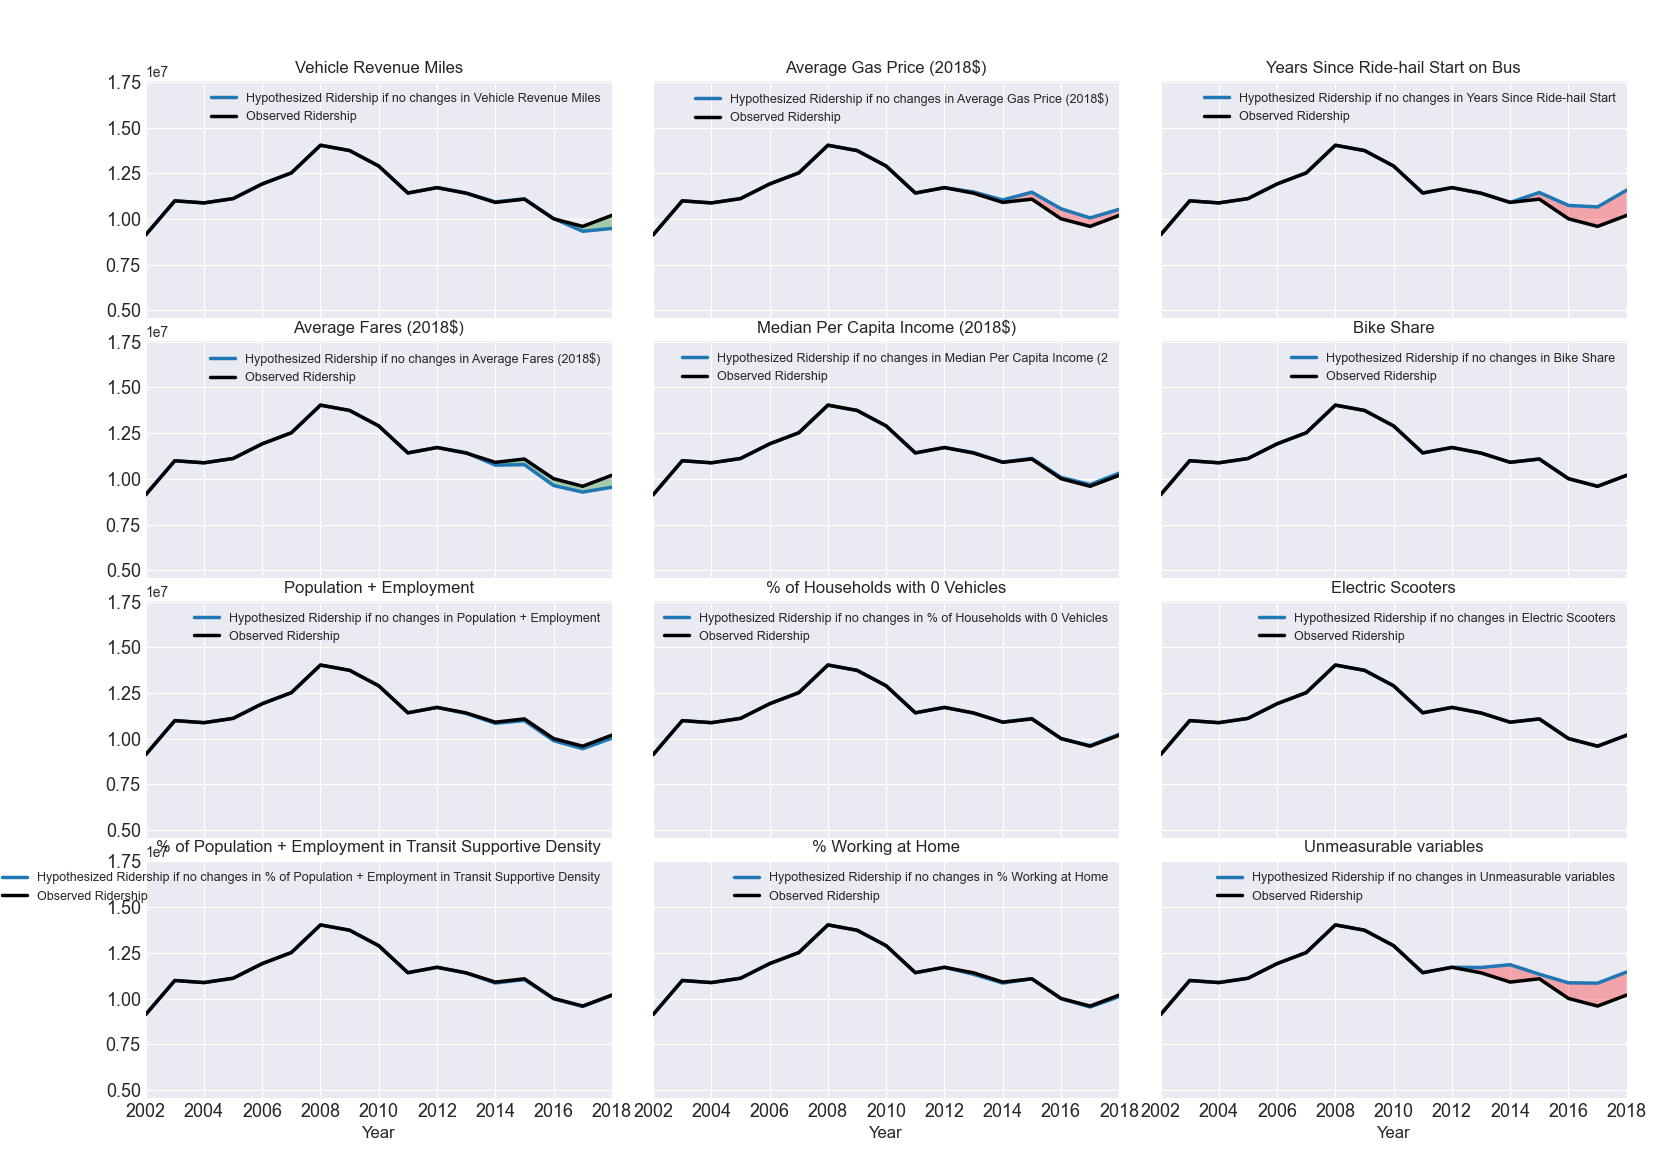 Vehicle Revenue Miles
Average Gas Price (2018$)
Years Since Ride-hail Start on Bus
1e7
1.75
1.50
1.25
1.00
0.75
0.50
Hypothesized Ridership if no changes in Vehicle Revenue Miles
Observed Ridership
Hypothesized Ridership if no changes in Average Gas Price (2018$)
Observed Ridership
Hypothesized Ridership if no changes in Years Since Ride-hail Start
Observed Ridership
Average Fares (2018$)
Median Per Capita Income (2018$)
Bike Share
1e7
1.75
1.50
1.25
1.00
0.75
0.50
Hypothesized Ridership if no changes in Average Fares (2018$)
Observed Ridership
Hypothesized Ridership if no changes in Median Per Capita Income (2
Observed Ridership
Hypothesized Ridership if no changes in Bike Share
Observed Ridership
Population + Employment
% of Households with 0 Vehicles
Electric Scooters
1e7
1.75
1.50
1.25
1.00
0.75
0.50
Hypothesized Ridership if no changes in Population + Employment
Observed Ridership
Hypothesized Ridership if no changes in % of Households with 0 Vehicles
Observed Ridership
Hypothesized Ridership if no changes in Electric Scooters
Observed Ridership
% of Population + Employment in Transit Supportive Density
% Working at Home
Unmeasurable variables
1e7
1.75
1.50
1.25
1.00
0.75
0.50
Hypothesized Ridership if no changes in % of Population + Employment in Transit Supportive Density
Observed Ridership
Hypothesized Ridership if no changes in % Working at Home
Observed Ridership
Hypothesized Ridership if no changes in Unmeasurable variables
Observed Ridership
2002 2004 2006 2008 2010 2012 2014 2016 2018
2002 2004 2006 2008 2010 2012 2014 2016 2018
2002 2004 2006 2008 2010 2012 2014 2016 2018
Year
Year
Year